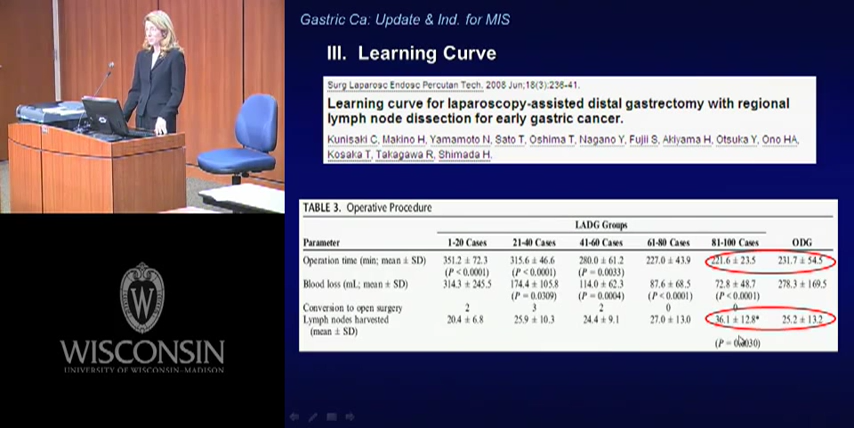 Gastric Ca: Update & Ind. for MIS
III. Learning Curve
Surg Laparosc Endosc Percutan Tech. 2008 Jun;18(3):236-41.
Learning curve for laparoscopy-assisted distal gastrectomy with regional
lymph node dissection for early gastric cancer.
Kunisaki C, Makino H, Yamamoto N, Sato T, Oshima T, Nagano Y, Fujii S, Akiyama H, Otsuka Y, Ono HA,
Kosaka T, Takagawa R, Shimada H.
TABLE 3. Operative Procedure
LADG Groups
Parameter 1-20 Cases 21-40 Cases 41-60 Cases 61-80 Cases 81-100 Cases ODG
Operation time (min; mean ± SD) 351.2 ± 72.3 315.6 ± 46.6 280.0 ± 61.2 227.0 ± 43.9 221.6 ± 23.5 231.7 ± 54.5
(P < 0.0001) (P < 0.0001) (P = 0.0033)
Blood loss (mL; mean ± SD) 314.3 ± 245.5 174.4 ± 105.8 114.0 ± 62.3 87.6 ± 68.5 72.8 ± 48.7 278.3 ± 169.5
(P = 0.0309) (P = 0.0004) (P < 0.0001) (P < 0.0001)
Conversion to open surgery 2 3 2 0 0
Lymph nodes harvested 20.4 ± 6.8 25.9 ± 10.3 24.4 ± 9.1 27.0 ± 13.0 36.1 ± 12.8* 25.2 ± 13.2
(mean ± SD)
(P = 0.0030)
WISCONSIN
UNIVERSITY OF WISCONSIN–MADISON